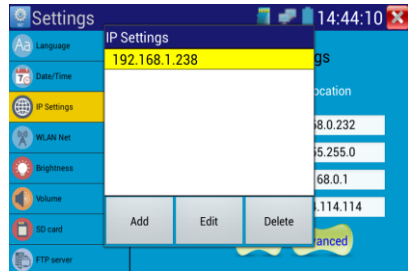 Settings
14:44:10
Language
Date/Time
IP Settings
WLAN Net
Brightness
Volume
SD card
FTP server
IP Settings
192.168.1.238
Add Edit Delete
gs
ocation
68.0.232
55.255.0
68.0.1
.114.114
anced